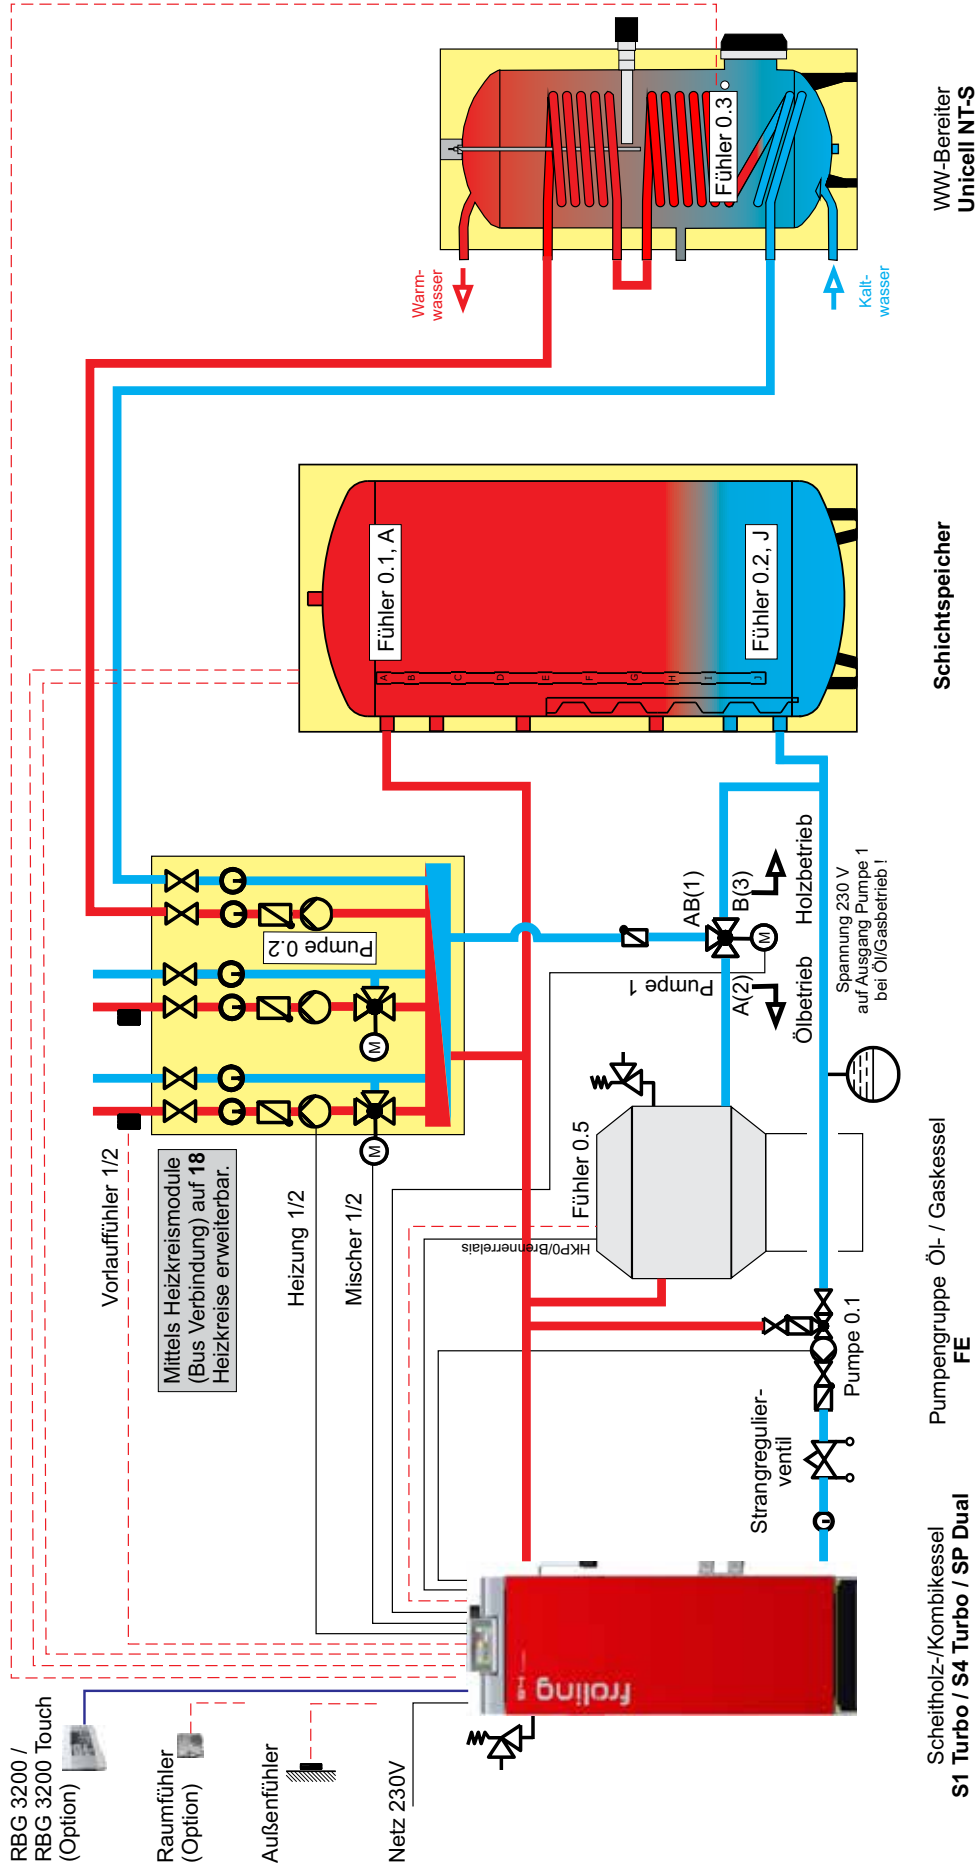 RBG 3200 /
RBG 3200 Touch
(Option)
Raumfühler
(Option)
Außenfühler
Netz 230V
Vorlauffühler 1/2
Mittels Heizkreismodule
(Bus Verbindung) auf 18
Heizkreise erweiterbar.
Heizung 1/2
Mischer 1/2
M
M
Pumpe 0.2
HKP0/Brennerrelais
Fühler 0.5
Pumpe 1
AB(1)
B(3)
A(2)
M
Ölbetrieb
Holzbetrieb
Spannung 230 V
auf Ausgang Pumpe 1
bei Öl/Gasbetrieb !
Strangregulier-
ventil
Pumpe 0.1
froling
Fühler 0.1, A
A
B
C
D
E
F
G
H
I
J
Fühler 0.2, J
Warm-
wasser
Fühler 0.3
Kalt-
wasser
Scheitholz-/Kombikessel
S1 Turbo / S4 Turbo / SP Dual
Pumpengruppe
FE
Öl- / Gaskessel
Schichtspeicher
WW-Bereiter
Unicell NT-S